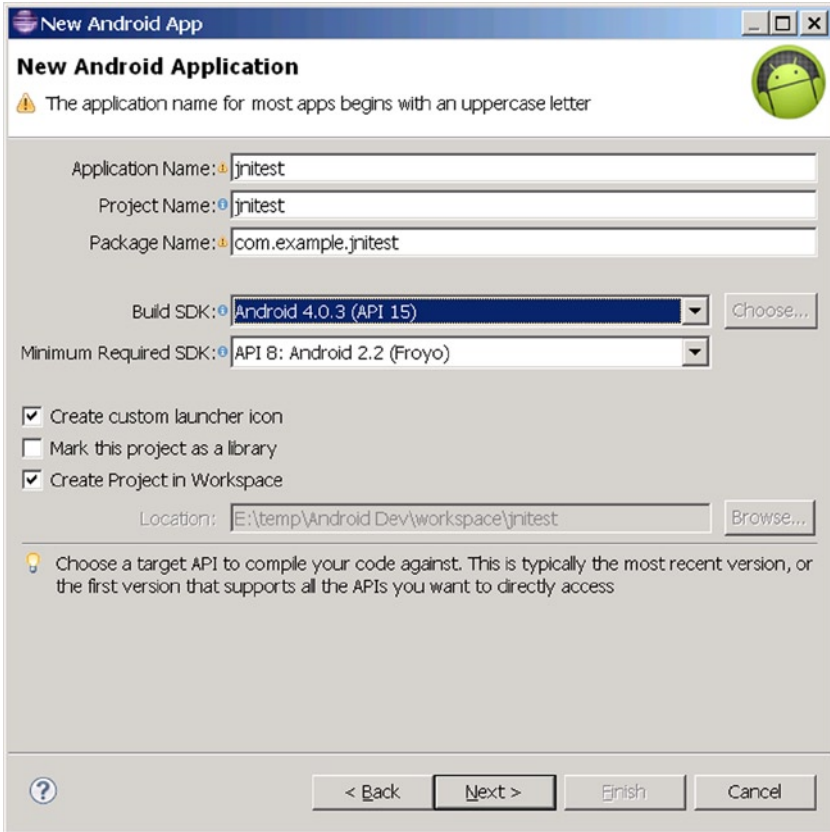 New Android App
New Android Application
The application name for most apps begins with an uppercase letter
Application Name: jnitest
Project Name: jnitest
Package Name: com.example.jnitest
Build SDK: Android 4.0.3 (API 15) Choose...
Minimum Required SDK: API 8: Android 2.2 (Froyo)
Create custom launcher icon
Mark this project as a library
Create Project in Workspace
Location: E:\temp\Android Dev\workspace\jnitest Browse...
Choose a target API to compile your code against. This is typically the most recent version, or
the first version that supports all the APIs you want to directly access
? < Back Next > Finish Cancel